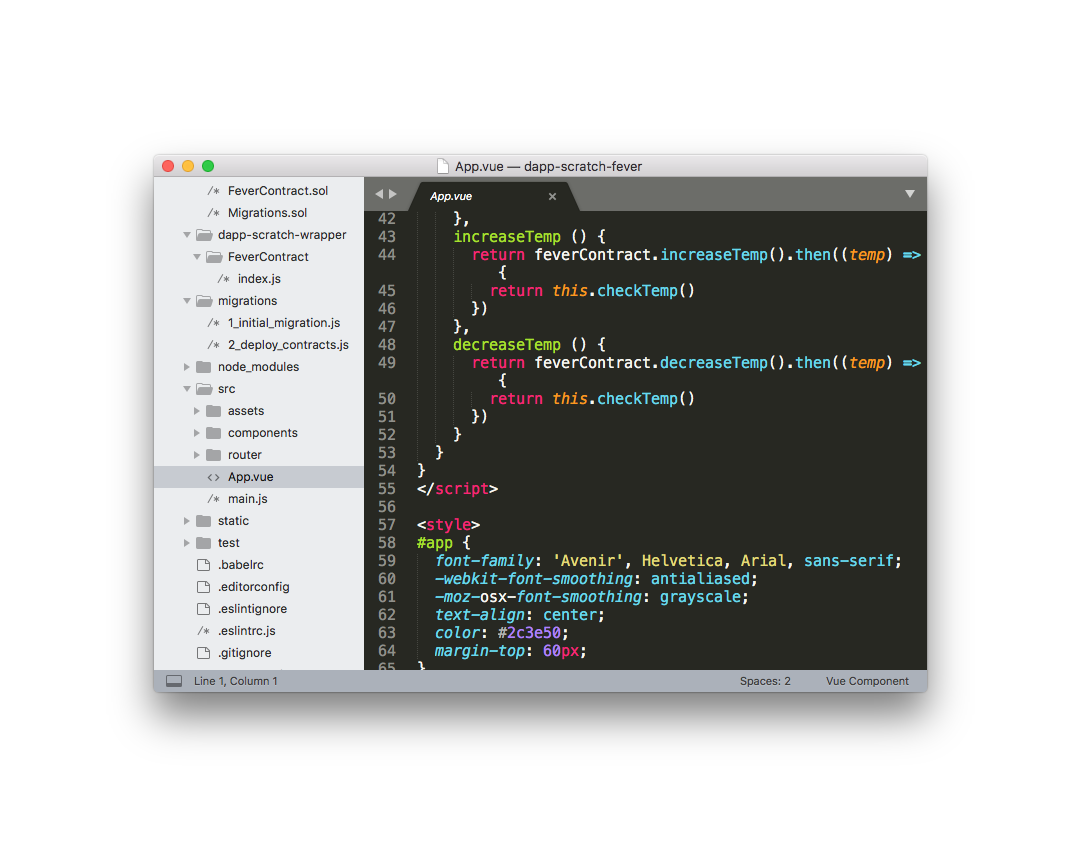 App.vue — dapp-scratch-fever
/* FeverContract.sol
/* Migrations.sol
dapp-scratch-wrapper
FeverContract
/* index.js
migrations
/* 1_initial_migration.js
/* 2_deploy_contracts.js
node_modules
src
assets
components
router
<> App.vue
/* main.js
static
test
.babelrc
.editorconfig
.eslintignore
/* .eslintrc.js
.gitignore
App.vue ×
42 },
43 increaseTemp () {
44 return feverContract.increaseTemp().then((temp) =>
{
45 return this.checkTemp()
46 })
47 },
48 decreaseTemp () {
49 return feverContract.decreaseTemp().then((temp) =>
{
50 return this.checkTemp()
51 })
52 }
53 }
54 }
55 </script>
56
57 <style>
58 #app {
59 font-family: 'Avenir', Helvetica, Arial, sans-serif;
60 -webkit-font-smoothing: antialiased;
61 -moz-osx-font-smoothing: grayscale;
62 text-align: center;
63 color: #2c3e50;
64 margin-top: 60px;
65 }
Line 1, Column 1
Spaces: 2
Vue Component